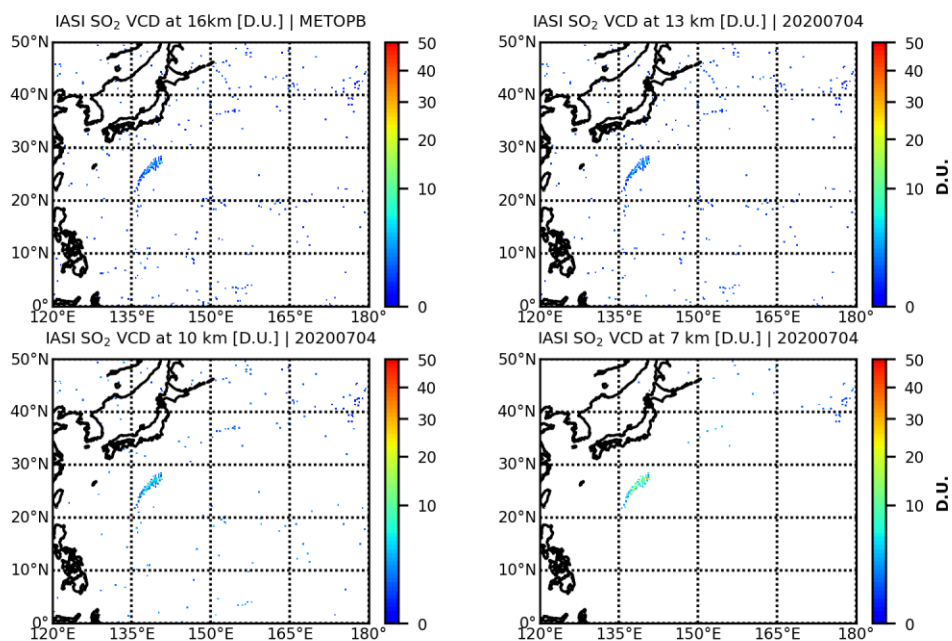 IASI SO₂ VCD at 16km [D.U.] | METOPB
50°N
40°N
30°N
20°N
10°N
0°
120°E 135°E 150°E 165°E 180°
50
40
30
20
10
0
IASI SO₂ VCD at 13 km [D.U.] | 20200704
50°N
40°N
30°N
20°N
10°N
0°
120°E 135°E 150°E 165°E 180°
50
40
30
20
10
0
D.U.
IASI SO₂ VCD at 10 km [D.U.] | 20200704
50°N
40°N
30°N
20°N
10°N
0°
120°E 135°E 150°E 165°E 180°
50
40
30
20
10
0
IASI SO₂ VCD at 7 km [D.U.] | 20200704
50°N
40°N
30°N
20°N
10°N
0°
120°E 135°E 150°E 165°E 180°
50
40
30
20
10
0
D.U.